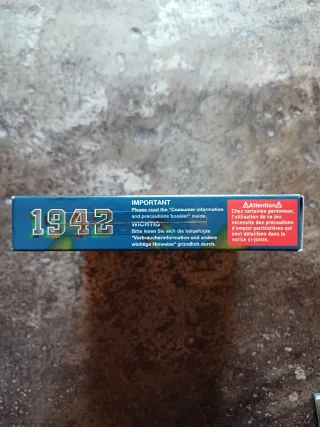 1942
IMPORTANT
Please read the "Consumer information
and precautions booklet" inside.
WICHTIG
Bitte lesen Sie sich die beigefügte
"Verbraucherinformation und andere
wichtige Hinweise" gründlich durch.
⚠Attention⚠
Chez certaines personnes,
l'utilisation de ce jeu
nécessite des précautions
d'emploi particulières qui
sont détaillées dans la
notice ci-jointe.